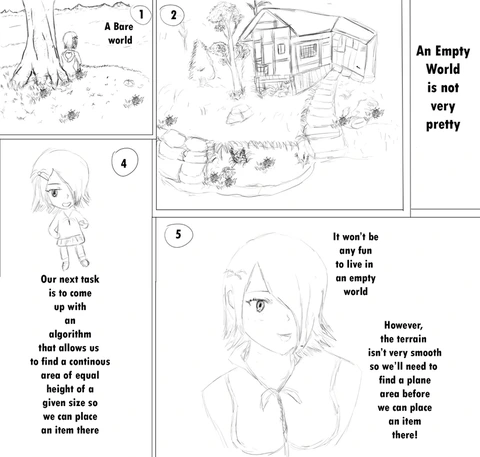 1
A Bare
world
2
An Empty
World
is not
very
pretty
4
Our next task
is to come
up with
an
algorithm
that allows us
to find a continous
area of equal
height of a
given size so
we can place
an item there
5
It won't be
any fun
to live in
an empty
world
However,
the terrain
isn't very smooth
so we'll need to
find a plane
area before
we can place
an item
there!